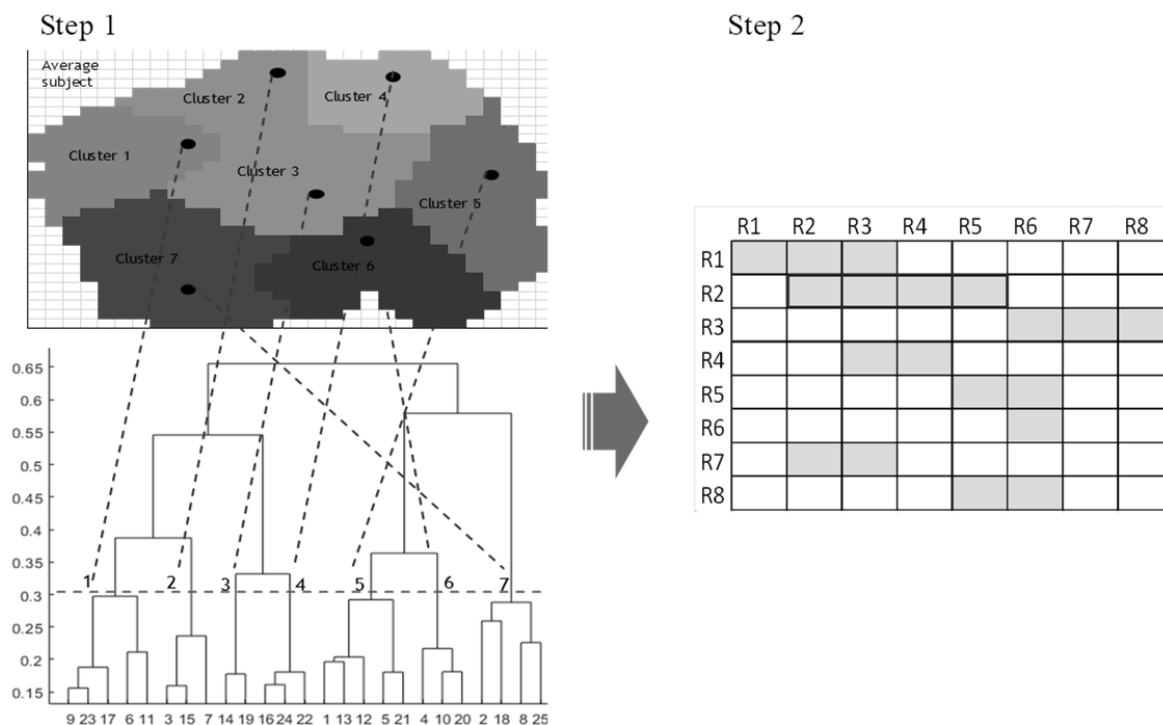 Step 1
Step 2
Average
subject
Cluster 2
Cluster 4
Cluster 1
Cluster 3
Cluster 5
Cluster 7
Cluster 6
0.65
0.6
0.55
0.5
0.45
0.4
0.35
0.3
0.25
0.2
0.15
1 2 3 4 5 6 7
9 23 17 6 11 3 15 7 14 19 16 24 22 1 13 12 5 21 4 10 20 2 18 8 25
R1 R2 R3 R4 R5 R6 R7 R8
R1
R2
R3
R4
R5
R6
R7
R8